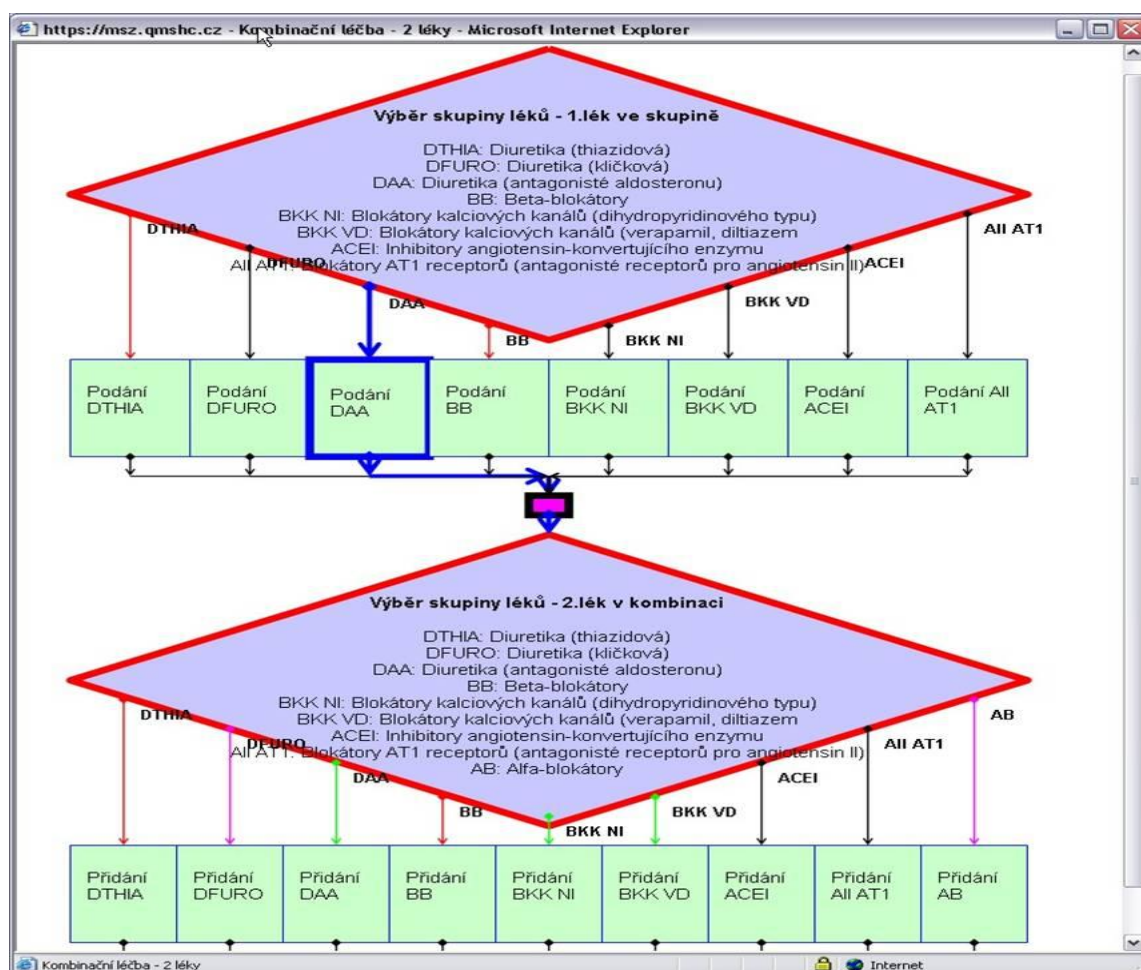 https://msz.qmshc.cz - Kombinační léčba - 2 léky - Microsoft Internet Explorer
Výběr skupiny léků - 1.lék ve skupině
DTHIA: Diuretika (thiazidová)
DFURO: Diuretika (kličková)
DAA: Diuretika (antagonisté aldosteronu)
BB: Beta-blokátory
BKK NI: Blokátory kalciových kanálů (dihydropyridinového typu)
BKK VD: Blokátory kalciových kanálů (verapamil, diltiazem
ACEI: Inhibitory angiotensin-konvertujícího enzymu
AII AT1: Blokátory AT1 receptorů (antagonisté receptorů pro angiotensin II)
DTHIA
DFURO
DAA
BB
BKK NI
BKK VD
ACEI
AII AT1
Podání DTHIA
Podání DFURO
Podání DAA
Podání BB
Podání BKK NI
Podání BKK VD
Podání ACEI
Podání AII AT1
Výběr skupiny léků - 2.lék v kombinaci
DTHIA: Diuretika (thiazidová)
DFURO: Diuretika (kličková)
DAA: Diuretika (antagonisté aldosteronu)
BB: Beta-blokátory
BKK NI: Blokátory kalciových kanálů (dihydropyridinového typu)
BKK VD: Blokátory kalciových kanálů (verapamil, diltiazem
ACEI: Inhibitory angiotensin-konvertujícího enzymu
AII AT1: Blokátory AT1 receptorů (antagonisté receptorů pro angiotensin II)
AB: Alfa-blokátory
DTHIA
DFURO
DAA
BB
BKK NI
BKK VD
ACEI
AII AT1
AB
Přidání DTHIA
Přidání DFURO
Přidání DAA
Přidání BB
Přidání BKK NI
Přidání BKK VD
Přidání ACEI
Přidání AII AT1
Přidání AB
Kombinační léčba - 2 léky
Internet